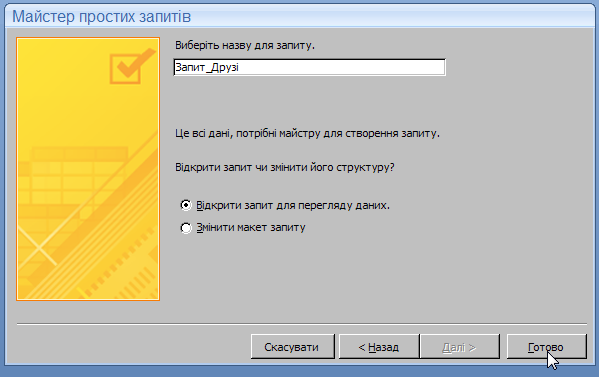 Майстер простих запитів
Виберіть назву для запиту.
Запит_Друзі
Це всі дані, потрібні майстру для створення запиту.
Відкрити запит чи змінити його структуру?
Відкрити запит для перегляду даних.
Змінити макет запиту
Скасувати < Назад Далі > Готово